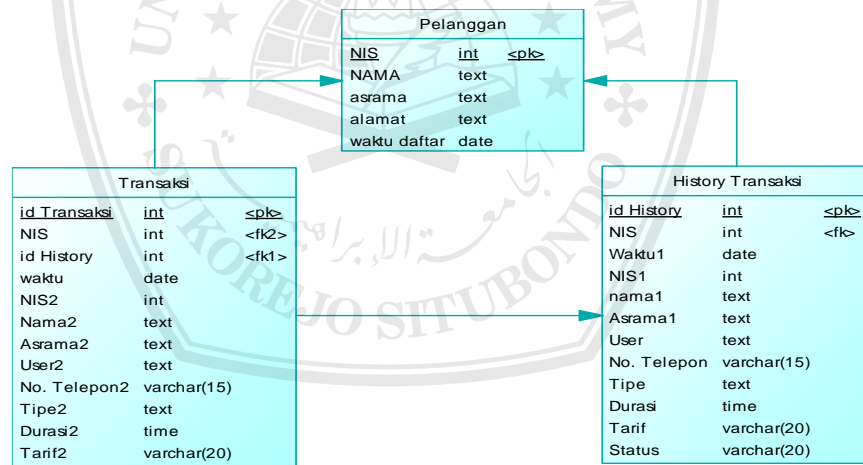 Pelanggan
NIS int <pk>
NAMA text
asrama text
alamat text
waktu daftar date
Transaksi
id Transaksi int <pk>
NIS int <fk2>
id History int <fk1>
waktu date
NIS2 int
Nama2 text
Asrama2 text
User2 text
No. Telepon2 varchar(15)
Tipe2 text
Durasi2 time
Tarif2 varchar(20)
History Transaksi
id History int <pk>
NIS int <fk>
Waktu1 date
NIS1 int
nama1 text
Asrama1 text
User text
No. Telepon varchar(15)
Tipe text
Durasi time
Tarif varchar(20)
Status varchar(20)
SUKOREJO SITUBONDO